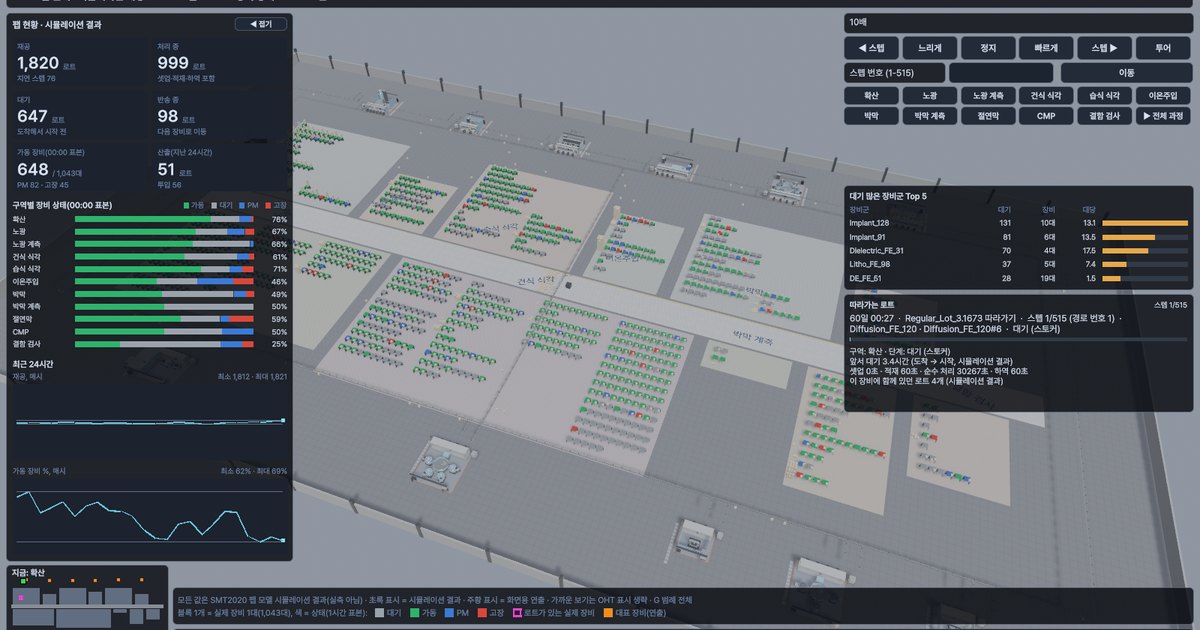 팹 현황 · 시뮬레이션 결과
◀ 접기
재공
1,820 로트
지연 스텝 76
처리 중
999 로트
셋업·적재·하역 포함
대기
647 로트
도착해서 시작 전
반송 중
98 로트
다음 장비로 이동
가동 장비(00:00 표본)
648 / 1,043대
PM 82 · 고장 45
산출(지난 24시간)
51 로트
투입 56
구역별 장비 상태(00:00 표본)
가동 대기 PM 고장
확산 76%
노광 67%
노광 계측 66%
건식 식각 61%
습식 식각 71%
이온주입 46%
박막 49%
박막 계측 50%
절연막 59%
CMP 50%
결함 검사 25%
최근 24시간
재공, 매시
최소 1,812 · 최대 1,821
가동 장비 %, 매시
최소 62% · 최대 69%
지금: 확산
모든 값은 SMT2020 팹 모델 시뮬레이션 결과(실측 아님) · 초록 표시 = 시뮬레이션 결과 · 주황 표시 = 화면용 연출 · 가까운 보기는 OHT 표시 생략 · G 범례 전체
블록 1개 = 실제 장비 1대(1,043대), 색 = 상태(1시간 표본) 대기 가동 PM 고장 로트가 있는 실제 장비 대표 장비(연출)
건식 식각
박막
박막 계측
10배
◀ 스텝
느리게
정지
빠르게
스텝 ▶
투어
스텝 번호 (1-515)
이동
확산
노광
노광 계측
건식 식각
습식 식각
이온주입
박막
박막 계측
절연막
CMP
결함 검사
▶ 전체 과정
대기 많은 장비군 Top 5
장비군 대기 장비 대당
Implant_128 131 10대 13.1
Implant_91 81 6대 13.5
Dielectric_FE_31 70 4대 17.5
Litho_FE_98 37 5대 7.4
DE_FE_51 28 19대 1.5
따라가는 로트
스텝 1/515
60일 00:27 · Regular_Lot_3.1673 따라가기 · 스텝 1/515 (경로 번호 1) ·
Diffusion_FE_120 · Diffusion_FE_120#6 · 대기 (스토커)
구역: 확산 · 단계: 대기 (스토커)
앞서 대기 3.4시간 (도착 → 시작, 시뮬레이션 결과)
셋업 0초 · 적재 60초 · 순수 처리 30267초 · 하역 60초
이 장비에 함께 있던 로트 4개 (시뮬레이션 결과)